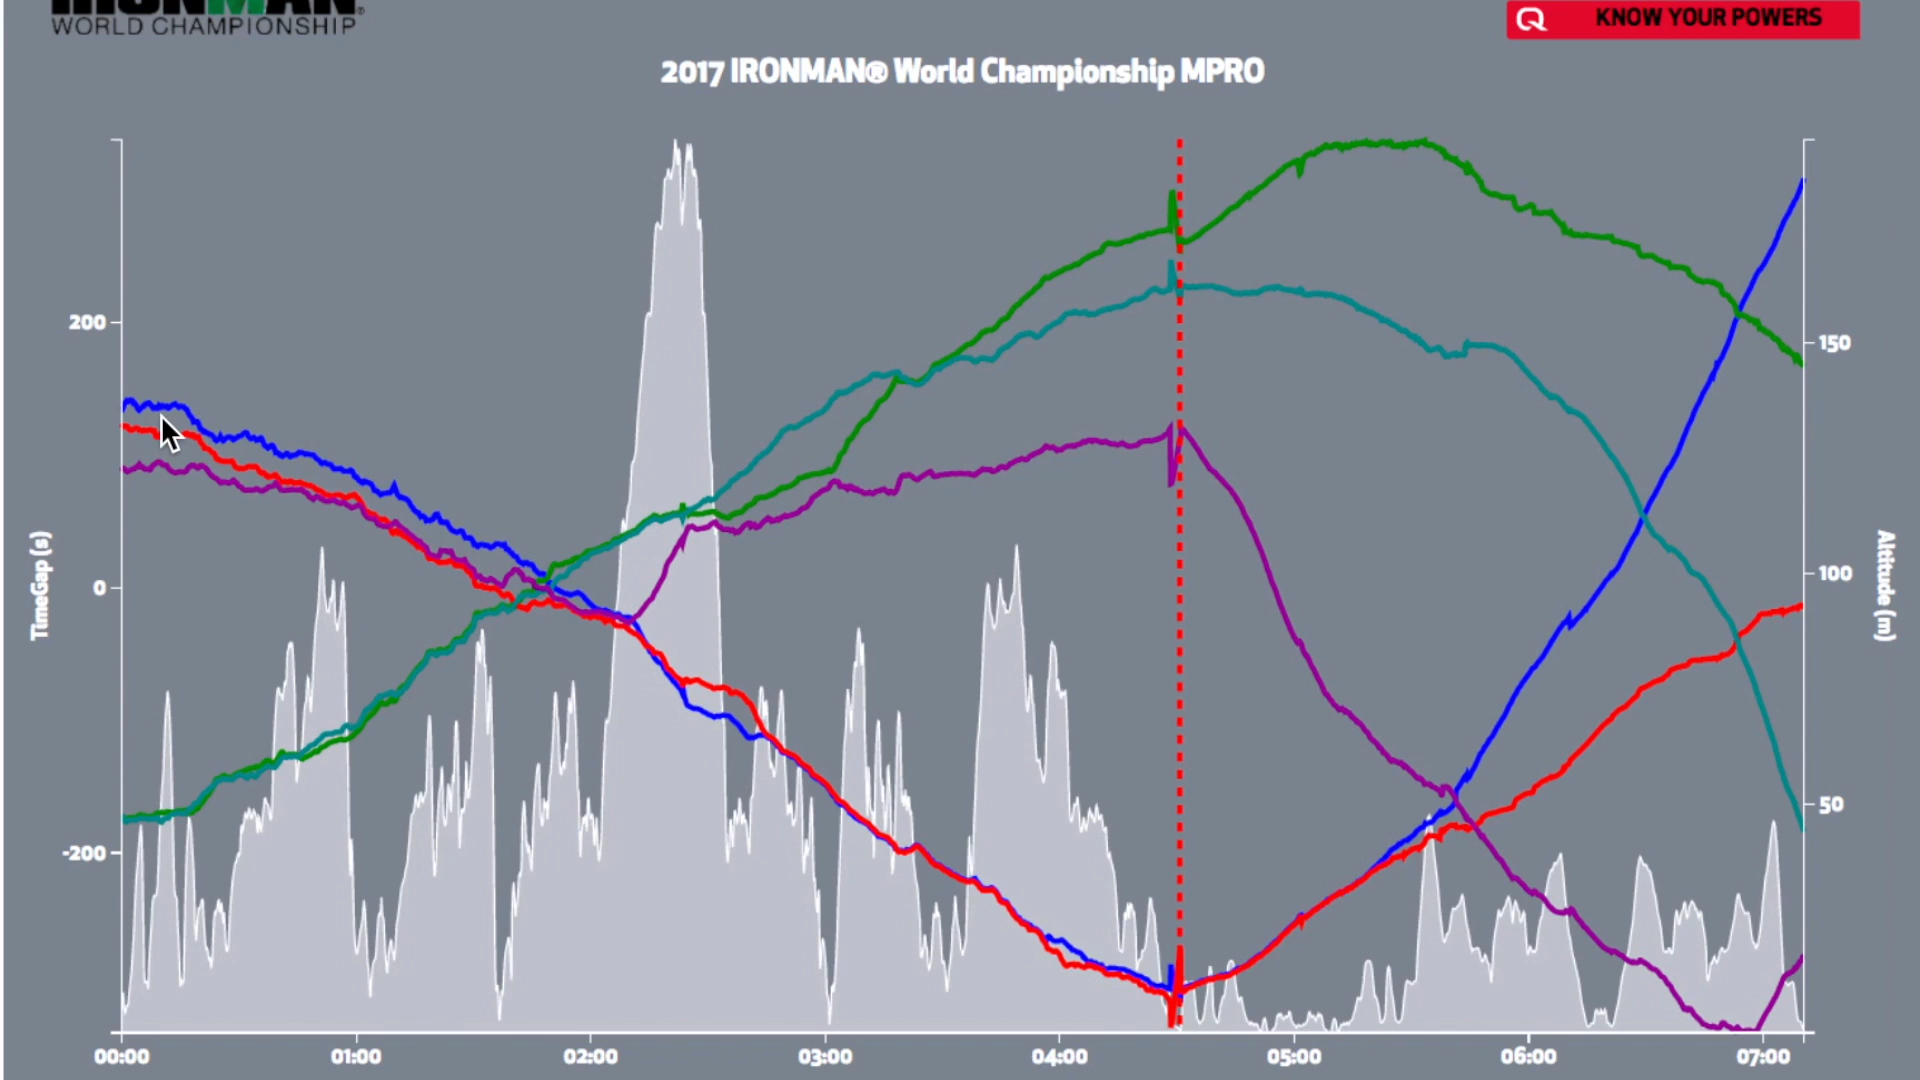 IRONMAN®
WORLD CHAMPIONSHIP
Q KNOW YOUR POWERS
2017 IRONMAN® World Championship MPRO
200
0
-200
TimeGap (s)
150
100
50
Altitude (m)
00:00 01:00 02:00 03:00 04:00 05:00 06:00 07:00